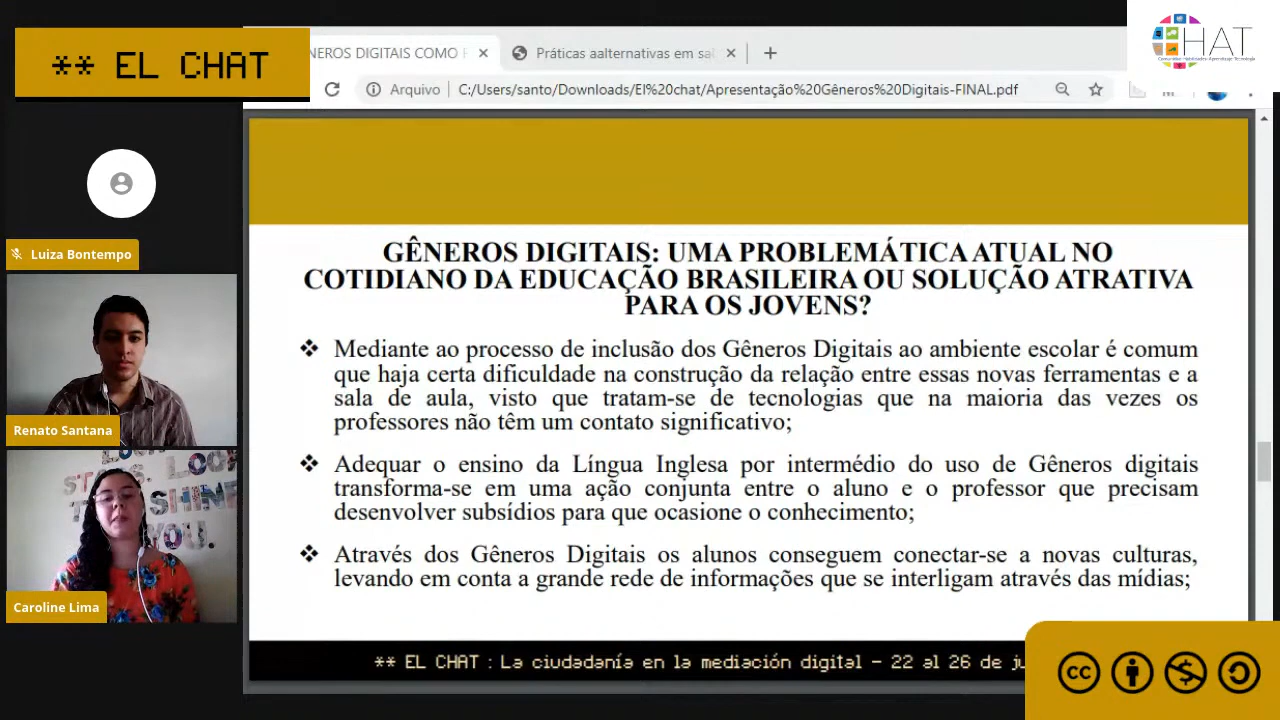 ** EL CHAT
NEROS DIGITAIS COMO
Práticas aalternativas em sa
HAT
Arquivo
C:/Users/santo/Downloads/El%20chat/Apresentação%20Gêneros%20Digitais-FINAL.pdf
Luiza Bontempo
Renato Santana
Caroline Lima
GÊNEROS DIGITAIS: UMA PROBLEMÁTICA ATUAL NO
COTIDIANO DA EDUCAÇÃO BRASILEIRA OU SOLUÇÃO ATRATIVA
PARA OS JOVENS?
❖ Mediante ao processo de inclusão dos Gêneros Digitais ao ambiente escolar é comum
que haja certa dificuldade na construção da relação entre essas novas ferramentas e a
sala de aula, visto que tratam-se de tecnologias que na maioria das vezes os
professores não têm um contato significativo;
❖ Adequar o ensino da Língua Inglesa por intermédio do uso de Gêneros digitais
transforma-se em uma ação conjunta entre o aluno e o professor que precisam
desenvolver subsídios para que ocasione o conhecimento;
❖ Através dos Gêneros Digitais os alunos conseguem conectar-se a novas culturas,
levando em conta a grande rede de informações que se interligam através das mídias;
** EL CHAT : La ciudadanía en la mediación digital – 22 al 26 de ju
cc